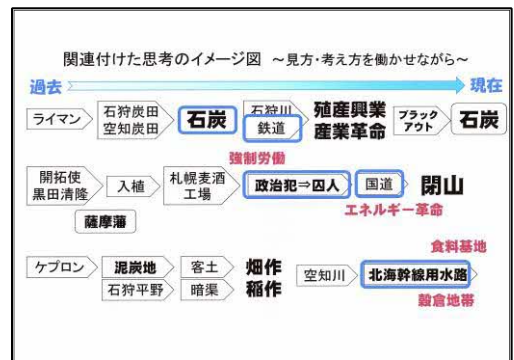 関連付けた思考のイメージ図 ～見方・考え方を働かせながら～
過去 現在
ライマン 石狩炭田 空知炭田 石炭 石狩川 鉄道 殖産興業 産業革命 ブラックアウト 石炭
強制労働
開拓使 黒田清隆 入植 札幌麦酒工場 政治犯⇒囚人 国道 閉山
薩摩藩 エネルギー革命
食料基地
ケプロン 泥炭地 石狩平野 客土 暗渠 畑作 稲作 空知川 北海幹線用水路
穀倉地帯